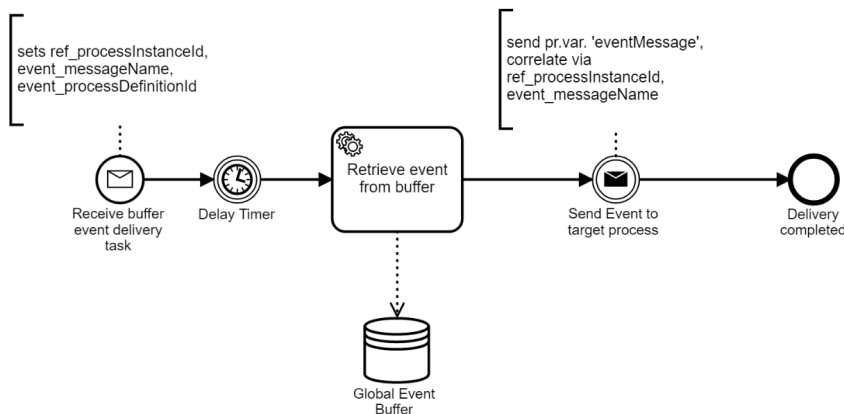 sets ref_processInstanceId,
event_messageName,
event_processDefinitionId
send pr.var. 'eventMessage',
correlate via
ref_processInstanceId,
event_messageName
Receive buffer
event delivery
task
Delay Timer
Retrieve event
from buffer
Send Event to
target process
Delivery
completed
Global Event
Buffer